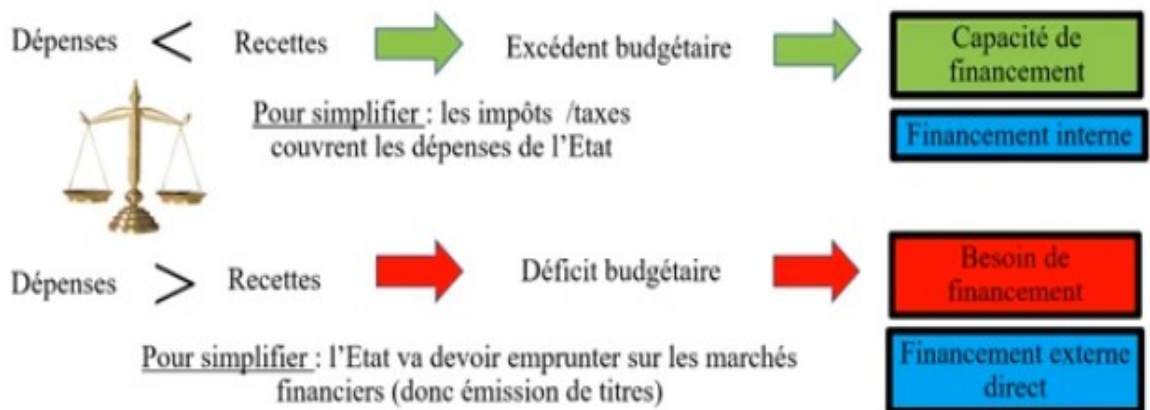 Dépenses < Recettes Excédent budgétaire Capacité de
financement
Pour simplifier : les impôts /taxes
couvrent les dépenses de l'Etat
Financement interne
Dépenses > Recettes Déficit budgétaire Besoin de
financement
Pour simplifier : l'Etat va devoir emprunter sur les marchés
financiers (donc émission de titres)
Financement externe
direct